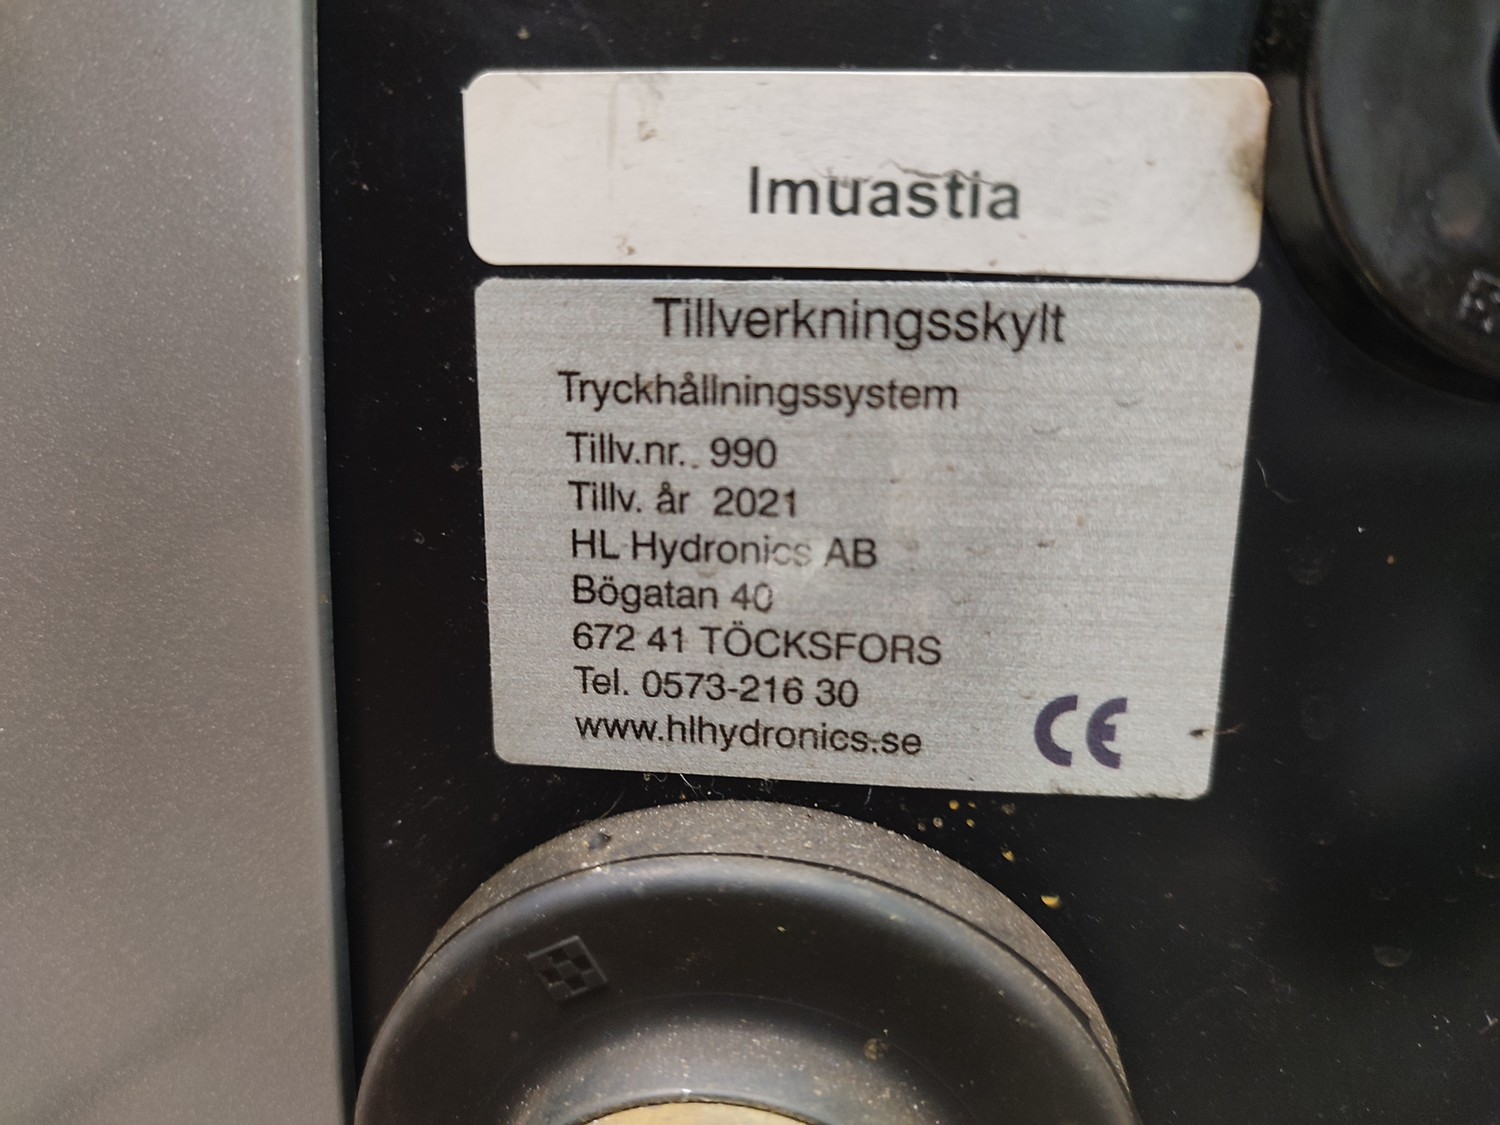 Imuastia
Tillverkningsskylt
Tryckhållningssystem
Tillv.nr.. 990
Tillv. år 2021
HL Hydronics AB
Bögatan 40
672 41 TÖCKSFORS
Tel. 0573-216 30
www.hlhydronics.se
CE